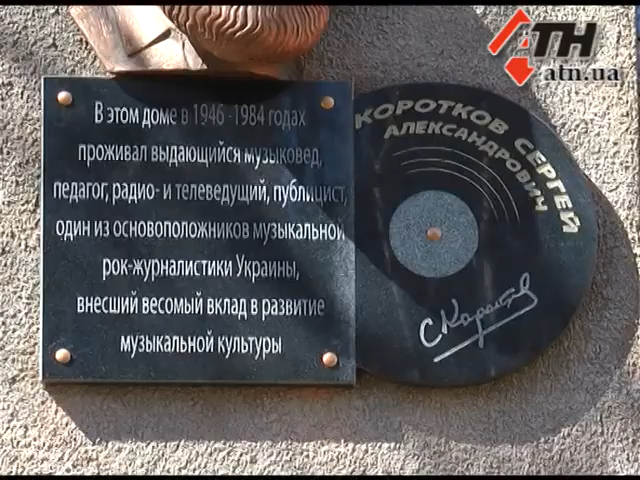 АТН
atn.ua
В этом доме в 1946 -1984 годах
проживал выдающийся музыковед,
педагог, радио- и телеведущий, публицист,
один из основоположников музыкальной
рок-журналистики Украины,
внесший весомый вклад в развитие
музыкальной культуры
КОРОТКОВ СЕРГЕЙ
АЛЕКСАНДРОВИЧ
С Коротков